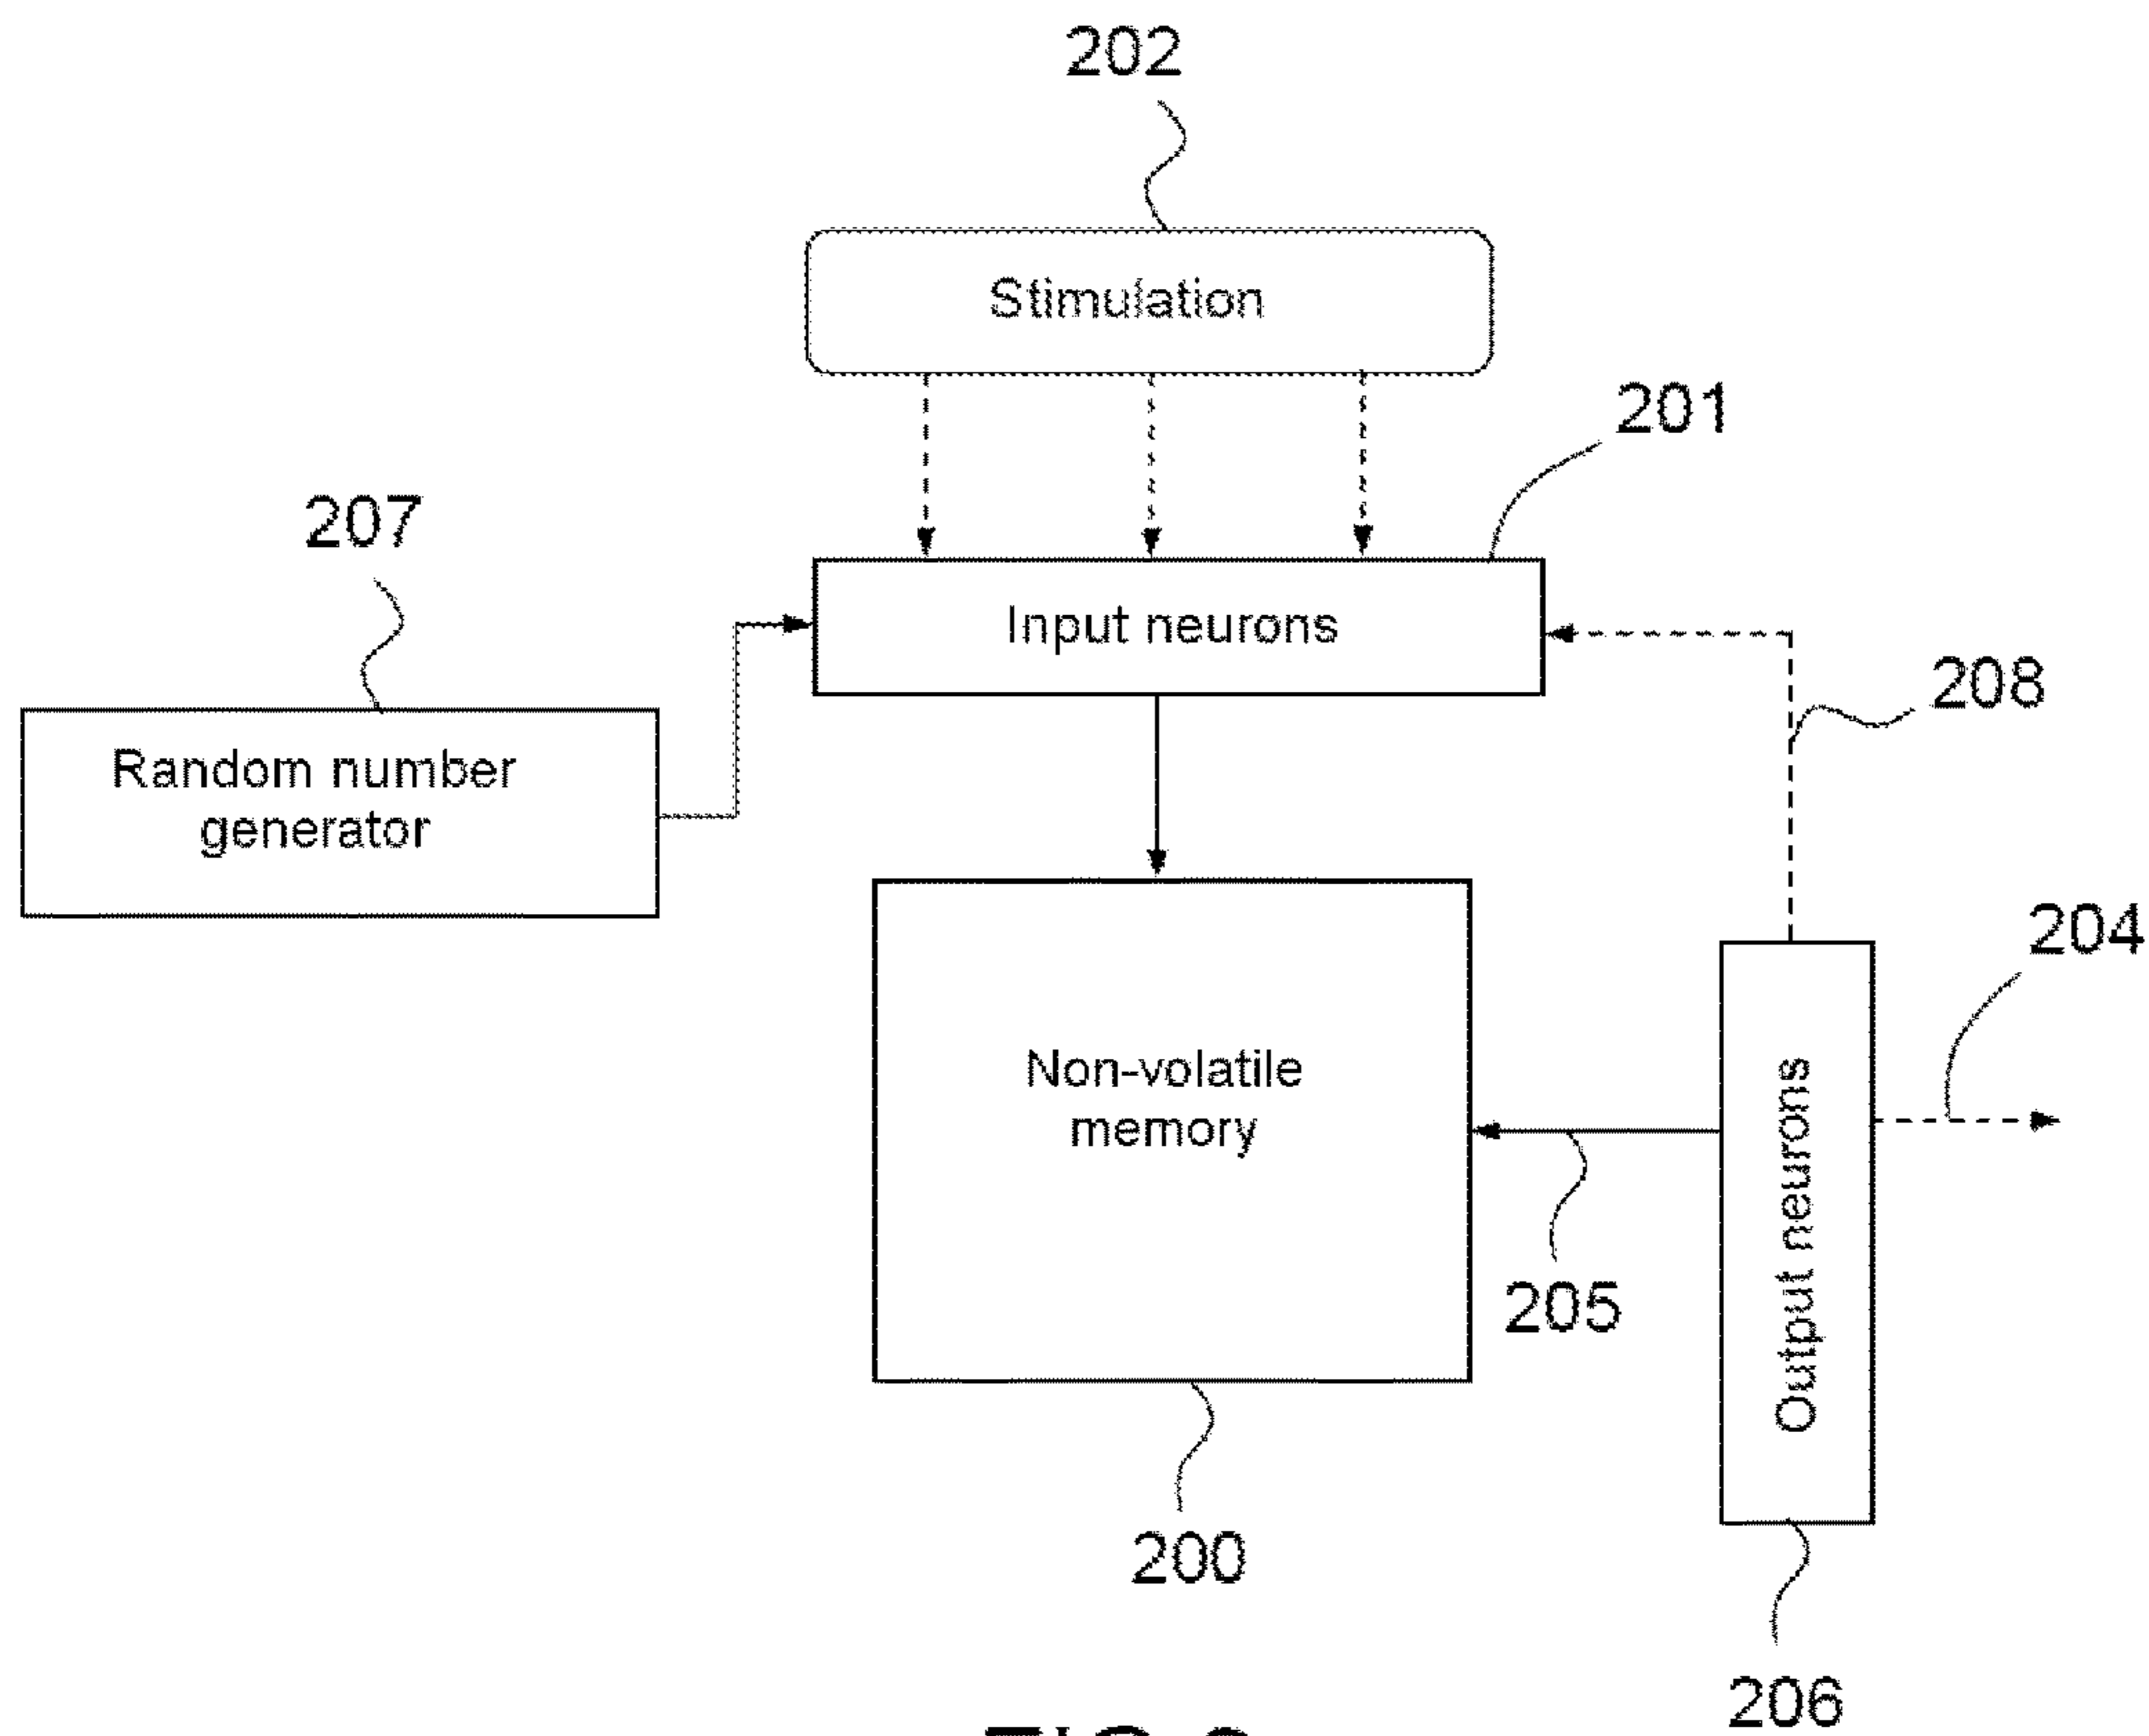 202
Stimulation
201
207
Input neurons
208
Random number
generator
204
Non-volatile
memory
Output neurons
205
200
206